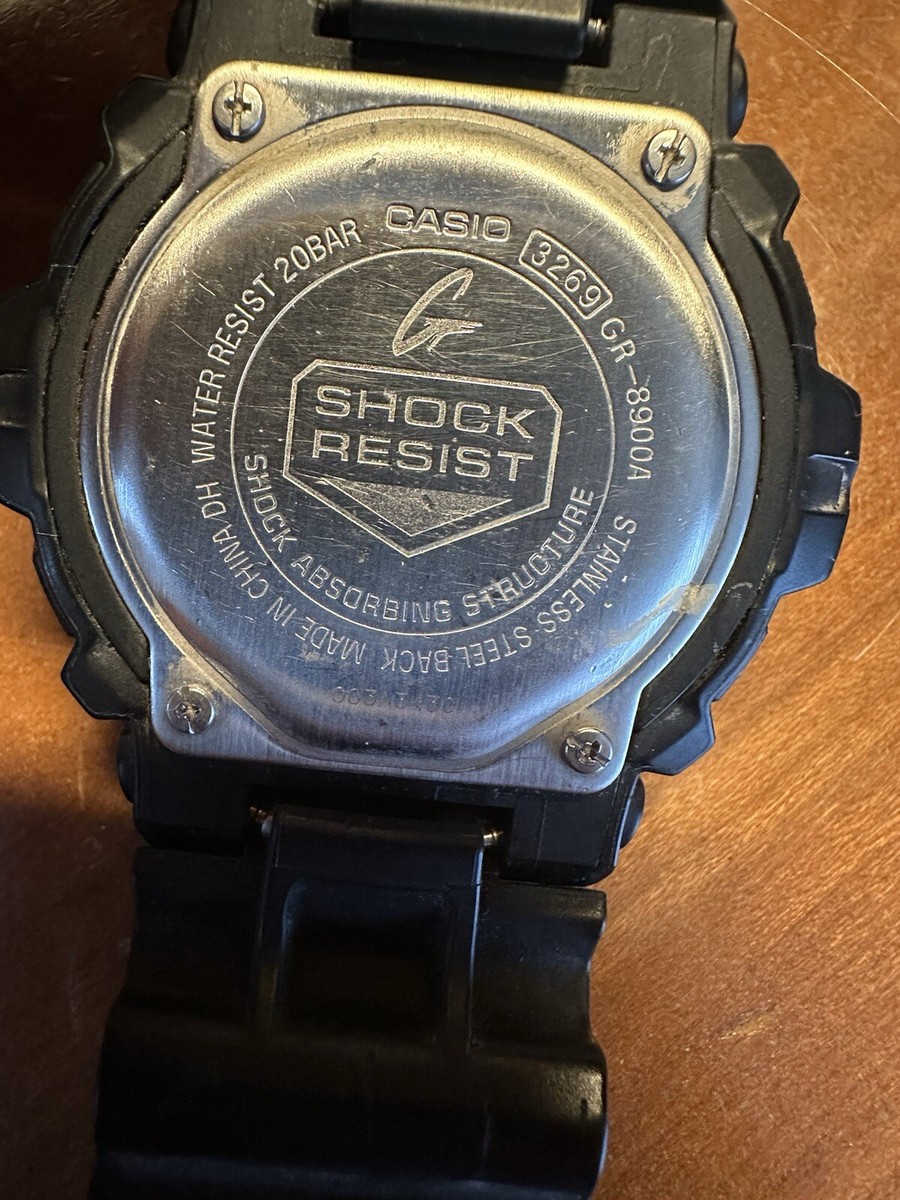 CASIO
3269 GR-8900A
STAINLESS STEEL BACK
MADE IN CHINA DH
WATER RESIST 20BAR
G
SHOCK
RESIST
SHOCK ABSORBING STRUCTURE